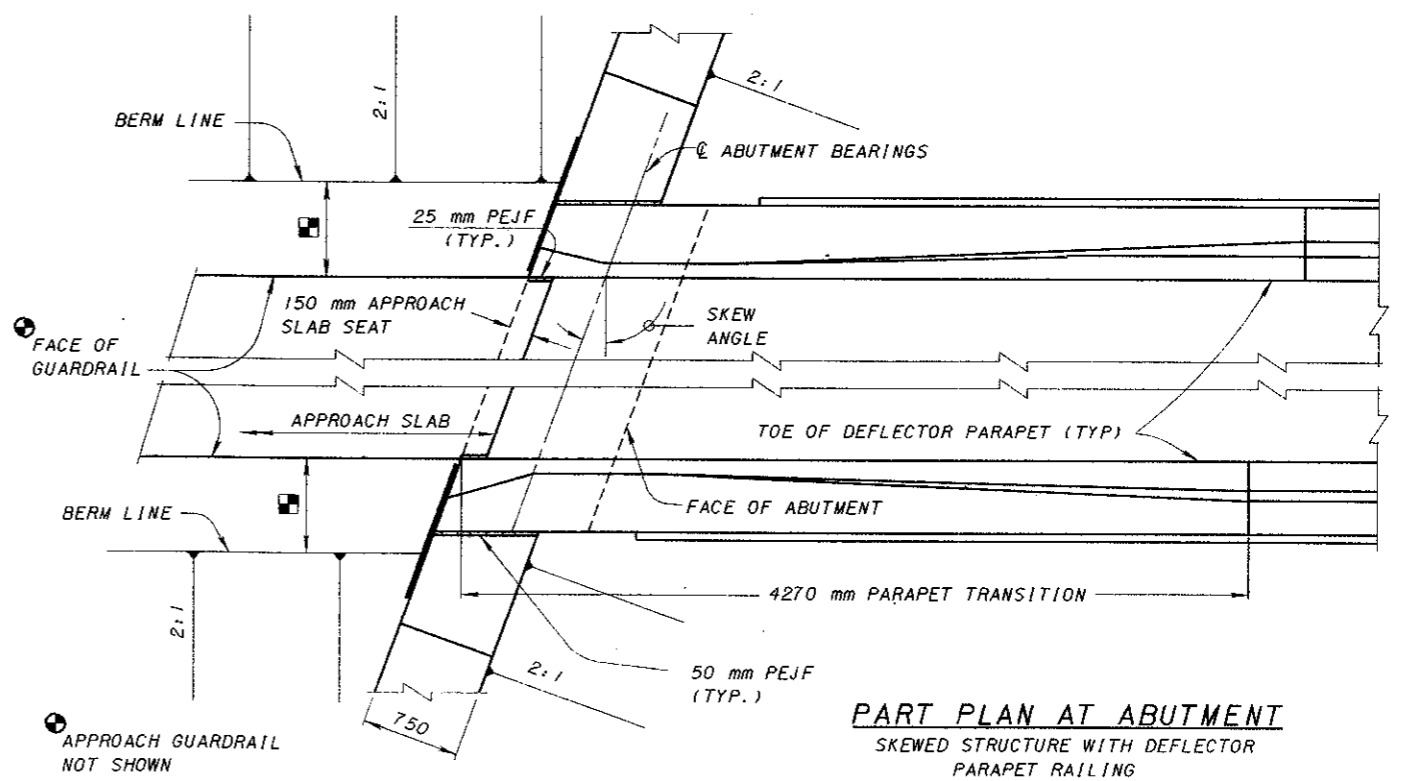 2:1
2:1
BERM LINE
℄ ABUTMENT BEARINGS
25 mm PEJF
(TYP.)
150 mm APPROACH
SLAB SEAT
SKEW
ANGLE
FACE OF
GUARDRAIL
APPROACH SLAB
TOE OF DEFLECTOR PARAPET (TYP)
BERM LINE
FACE OF ABUTMENT
4270 mm PARAPET TRANSITION
2:1
2:1
50 mm PEJF
(TYP.)
750
APPROACH GUARDRAIL
NOT SHOWN
PART PLAN AT ABUTMENT
SKEWED STRUCTURE WITH DEFLECTOR
PARAPET RAILING